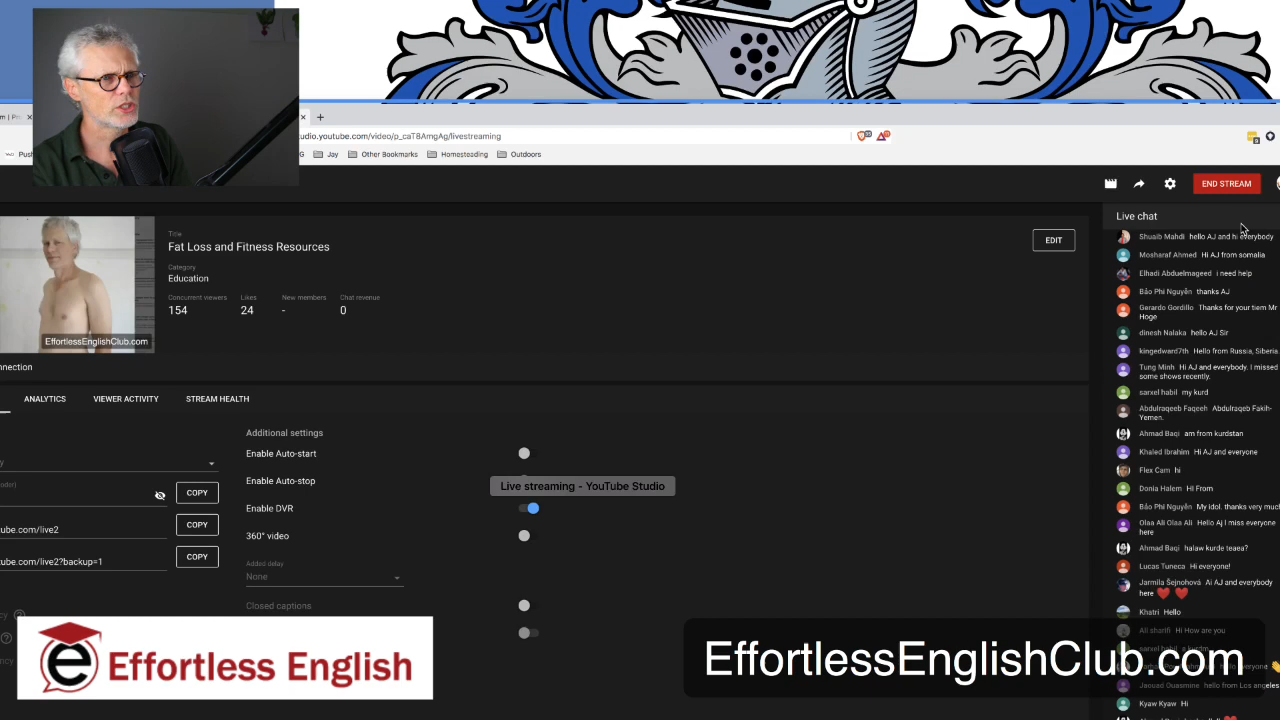 studio.youtube.com/video/p_caT8AmgAg/livestreaming
Jay
Other Bookmarks
Homesteading
Outdoors
END STREAM
Title
Fat Loss and Fitness Resources
EDIT
Category
Education
Concurrent viewers
Likes
New members
Chat revenue
154
24
-
0
EffortlessEnglishClub.com
nnection
ANALYTICS
VIEWER ACTIVITY
STREAM HEALTH
Additional settings
Enable Auto-start
Enable Auto-stop
Live streaming - YouTube Studio
Enable DVR
360° video
Added delay
None
Closed captions
COPY
tube.com/live2
COPY
tube.com/live2?backup=1
COPY
Live chat
Shuaib Mahdi hello AJ and hi everybody
Mosharaf Ahmed Hi AJ from somalia
Elhadi Abduelmageed i need help
Bảo Phi Nguyên thanks AJ
Gerardo Gordillo Thanks for your tiem Mr
Hoge
dinesh Nalaka hello AJ Sir
kingedward7th Hello from Russia, Siberia.
Tung Minh Hi AJ and everybody. I missed
some shows recently.
sarxel habil my kurd
Abdulraqeeb Faqeeh Abdulraqeb Fakih-
Yemen.
Ahmad Baqi am from kurdstan
Khaled Ibrahim Hi AJ and everyone
Flex Cam hi
Donia Halem HI From
Bảo Phi Nguyên My idol. thanks very
Olaa Ali Olaa Ali Hello Aj I miss everyone
here
Ahmad Baqi halaw kurde teaea?
Lucas Tuneca Hi everyone!
Jarmila Šejnohová Ai AJ and everybody
here ❤️ ❤️
Khatri Hello
Ali sharifi Hi How are you
sarxel habil
Jaouad Ouasmine hello from Los angeles
Kyaw Kyaw Hi
e Effortless English
EffortlessEnglishClub.com